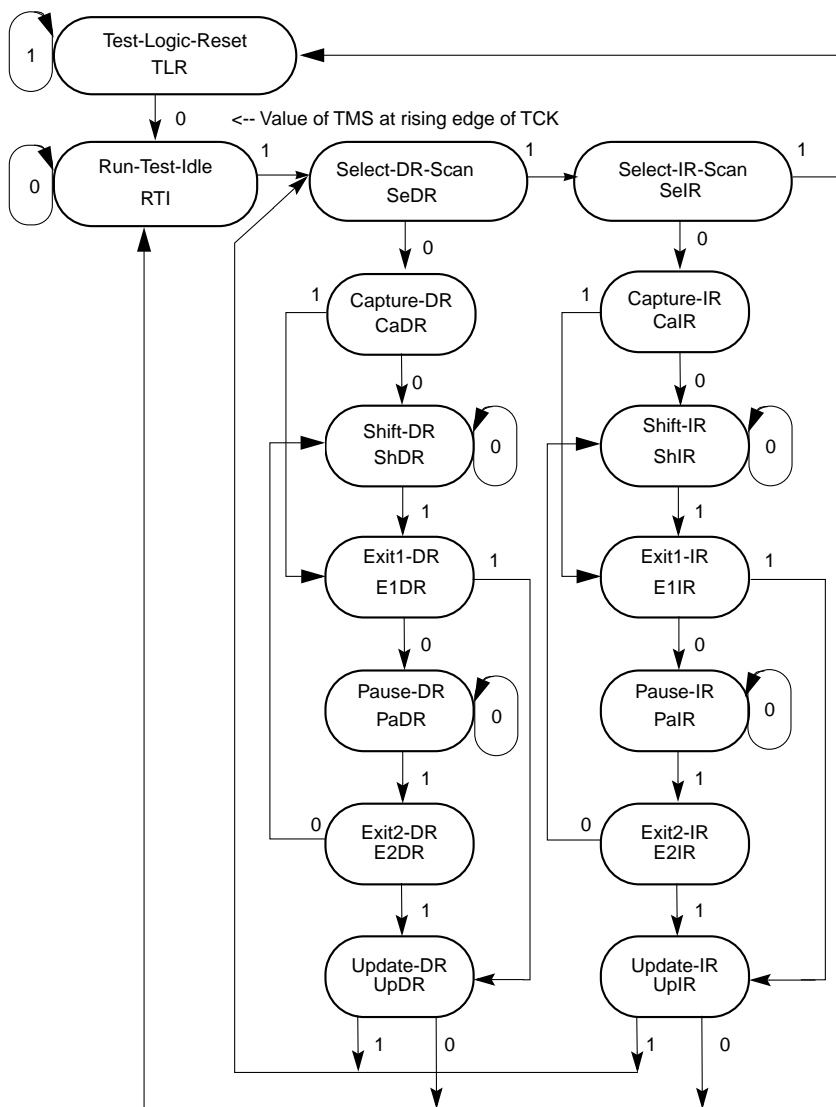 Test-Logic-Reset
TLR
1
0
<-- Value of TMS at rising edge of TCK
Run-Test-Idle
RTI
0
1
Select-DR-Scan
SeDR
1
Select-IR-Scan
SeIR
1
0
0
1
Capture-DR
CaDR
1
Capture-IR
CaIR
0
0
Shift-DR
ShDR
0
Shift-IR
ShIR
0
1
1
Exit1-DR
E1DR
1
Exit1-IR
E1IR
1
0
0
Pause-DR
PaDR
0
Pause-IR
PaIR
0
1
1
0
Exit2-DR
E2DR
0
Exit2-IR
E2IR
1
1
Update-DR
UpDR
Update-IR
UpIR
1
0
1
0